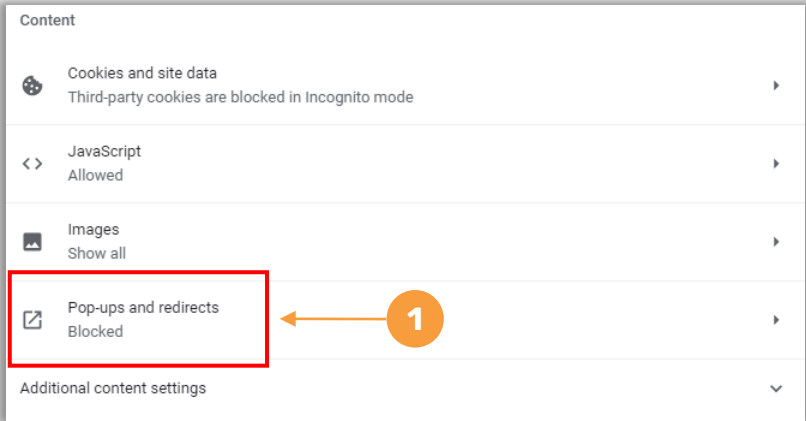 Content
Cookies and site data
Third-party cookies are blocked in Incognito mode
JavaScript
Allowed
Images
Show all
Pop-ups and redirects
Blocked
1
Additional content settings